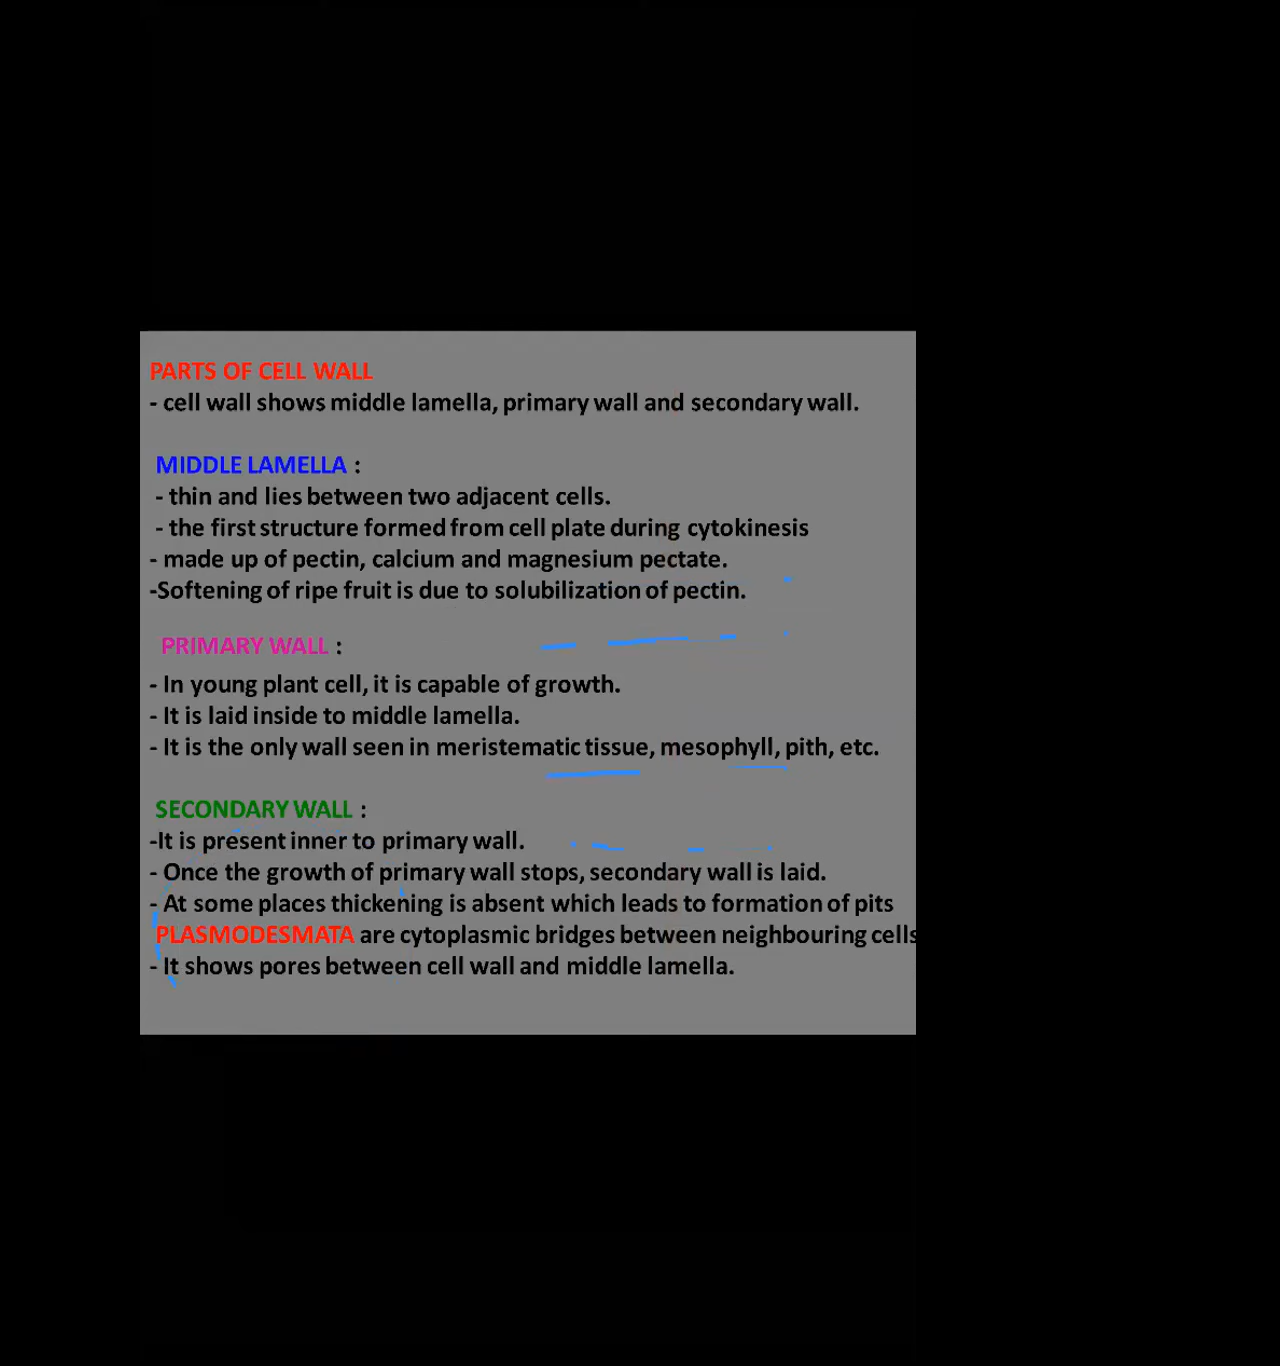 PARTS OF CELL WALL
- cell wall shows middle lamella, primary wall and secondary wall.
MIDDLE LAMELLA :
- thin and lies between two adjacent cells.
- the first structure formed from cell plate during cytokinesis
- made up of pectin, calcium and magnesium pectate.
-Softening of ripe fruit is due to solubilization of pectin.
PRIMARY WALL :
- In young plant cell, it is capable of growth.
- It is laid inside to middle lamella.
- It is the only wall seen in meristematic tissue, mesophyll, pith, etc.
SECONDARY WALL :
-It is present inner to primary wall.
- Once the growth of primary wall stops, secondary wall is laid.
- At some places thickening is absent which leads to formation of pits
PLASMODESMATA are cytoplasmic bridges between neighbouring cells
- It shows pores between cell wall and middle lamella.